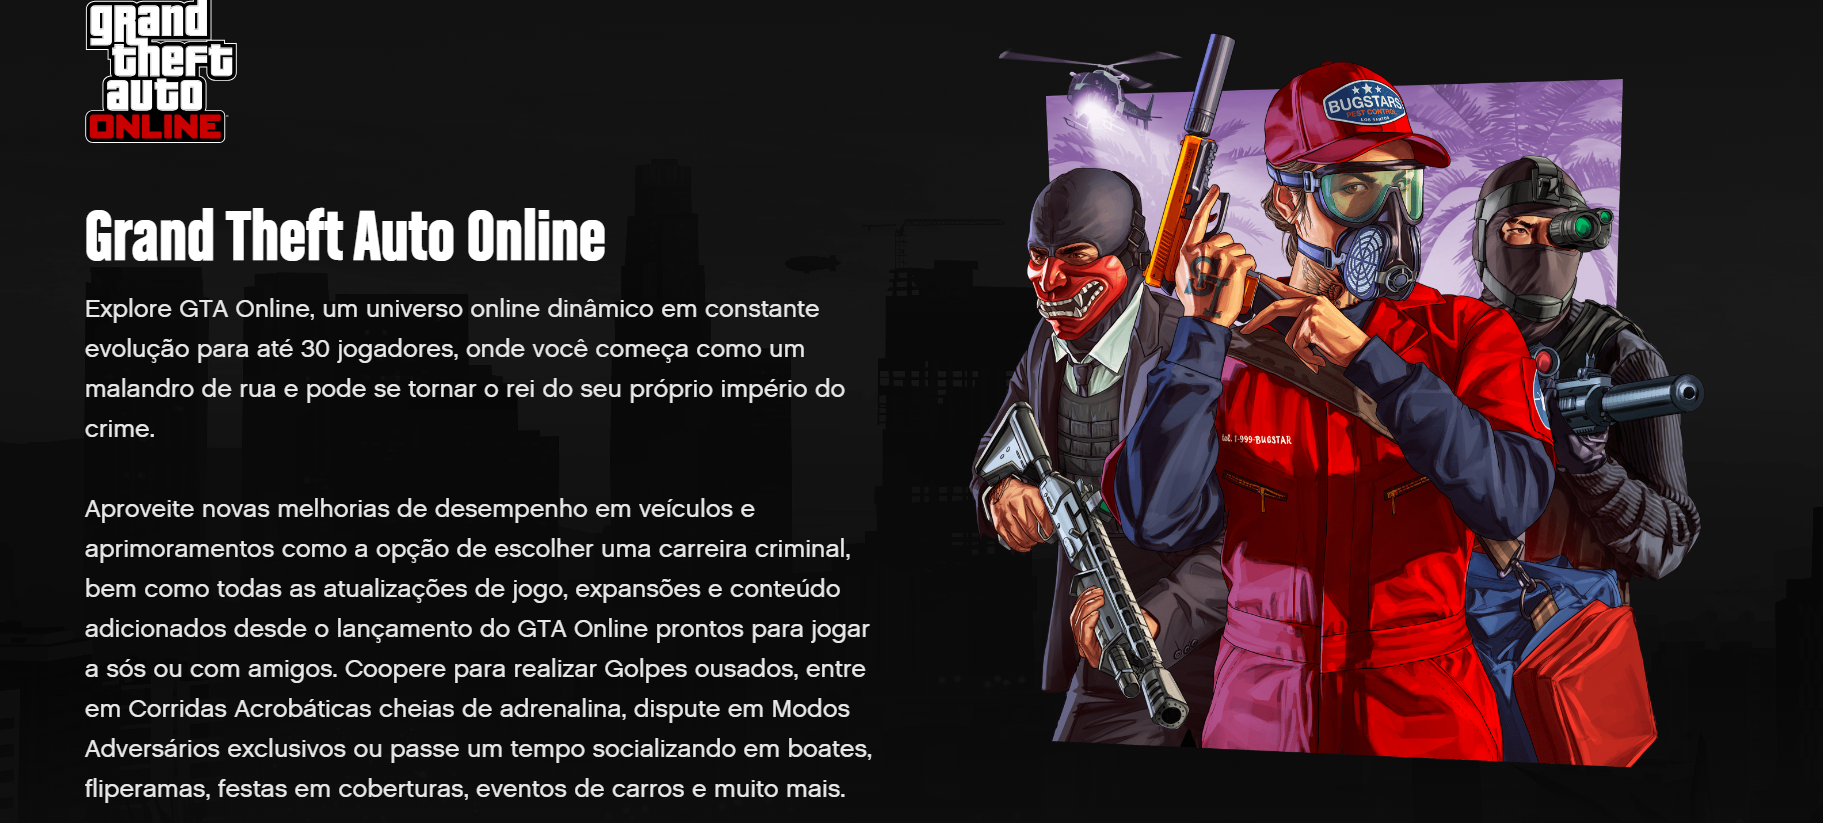 grand
theft
auto
ONLINE
Grand Theft Auto Online
Explore GTA Online, um universo online dinâmico em constante
evolução para até 30 jogadores, onde você começa como um
malandro de rua e pode se tornar o rei do seu próprio império do
crime.
Aproveite novas melhorias de desempenho em veículos e
aprimoramentos como a opção de escolher uma carreira criminal,
bem como todas as atualizações de jogo, expansões e conteúdo
adicionados desde o lançamento do GTA Online prontos para jogar
a sós ou com amigos. Coopere para realizar Golpes ousados, entre
em Corridas Acrobáticas cheias de adrenalina, dispute em Modos
Adversários exclusivos ou passe um tempo socializando em boates,
fliperamas, festas em coberturas, eventos de carros e muito mais.
BUGSTARS
PEST CONTROL
LOS SANTOS
1-999-BUGSTAR